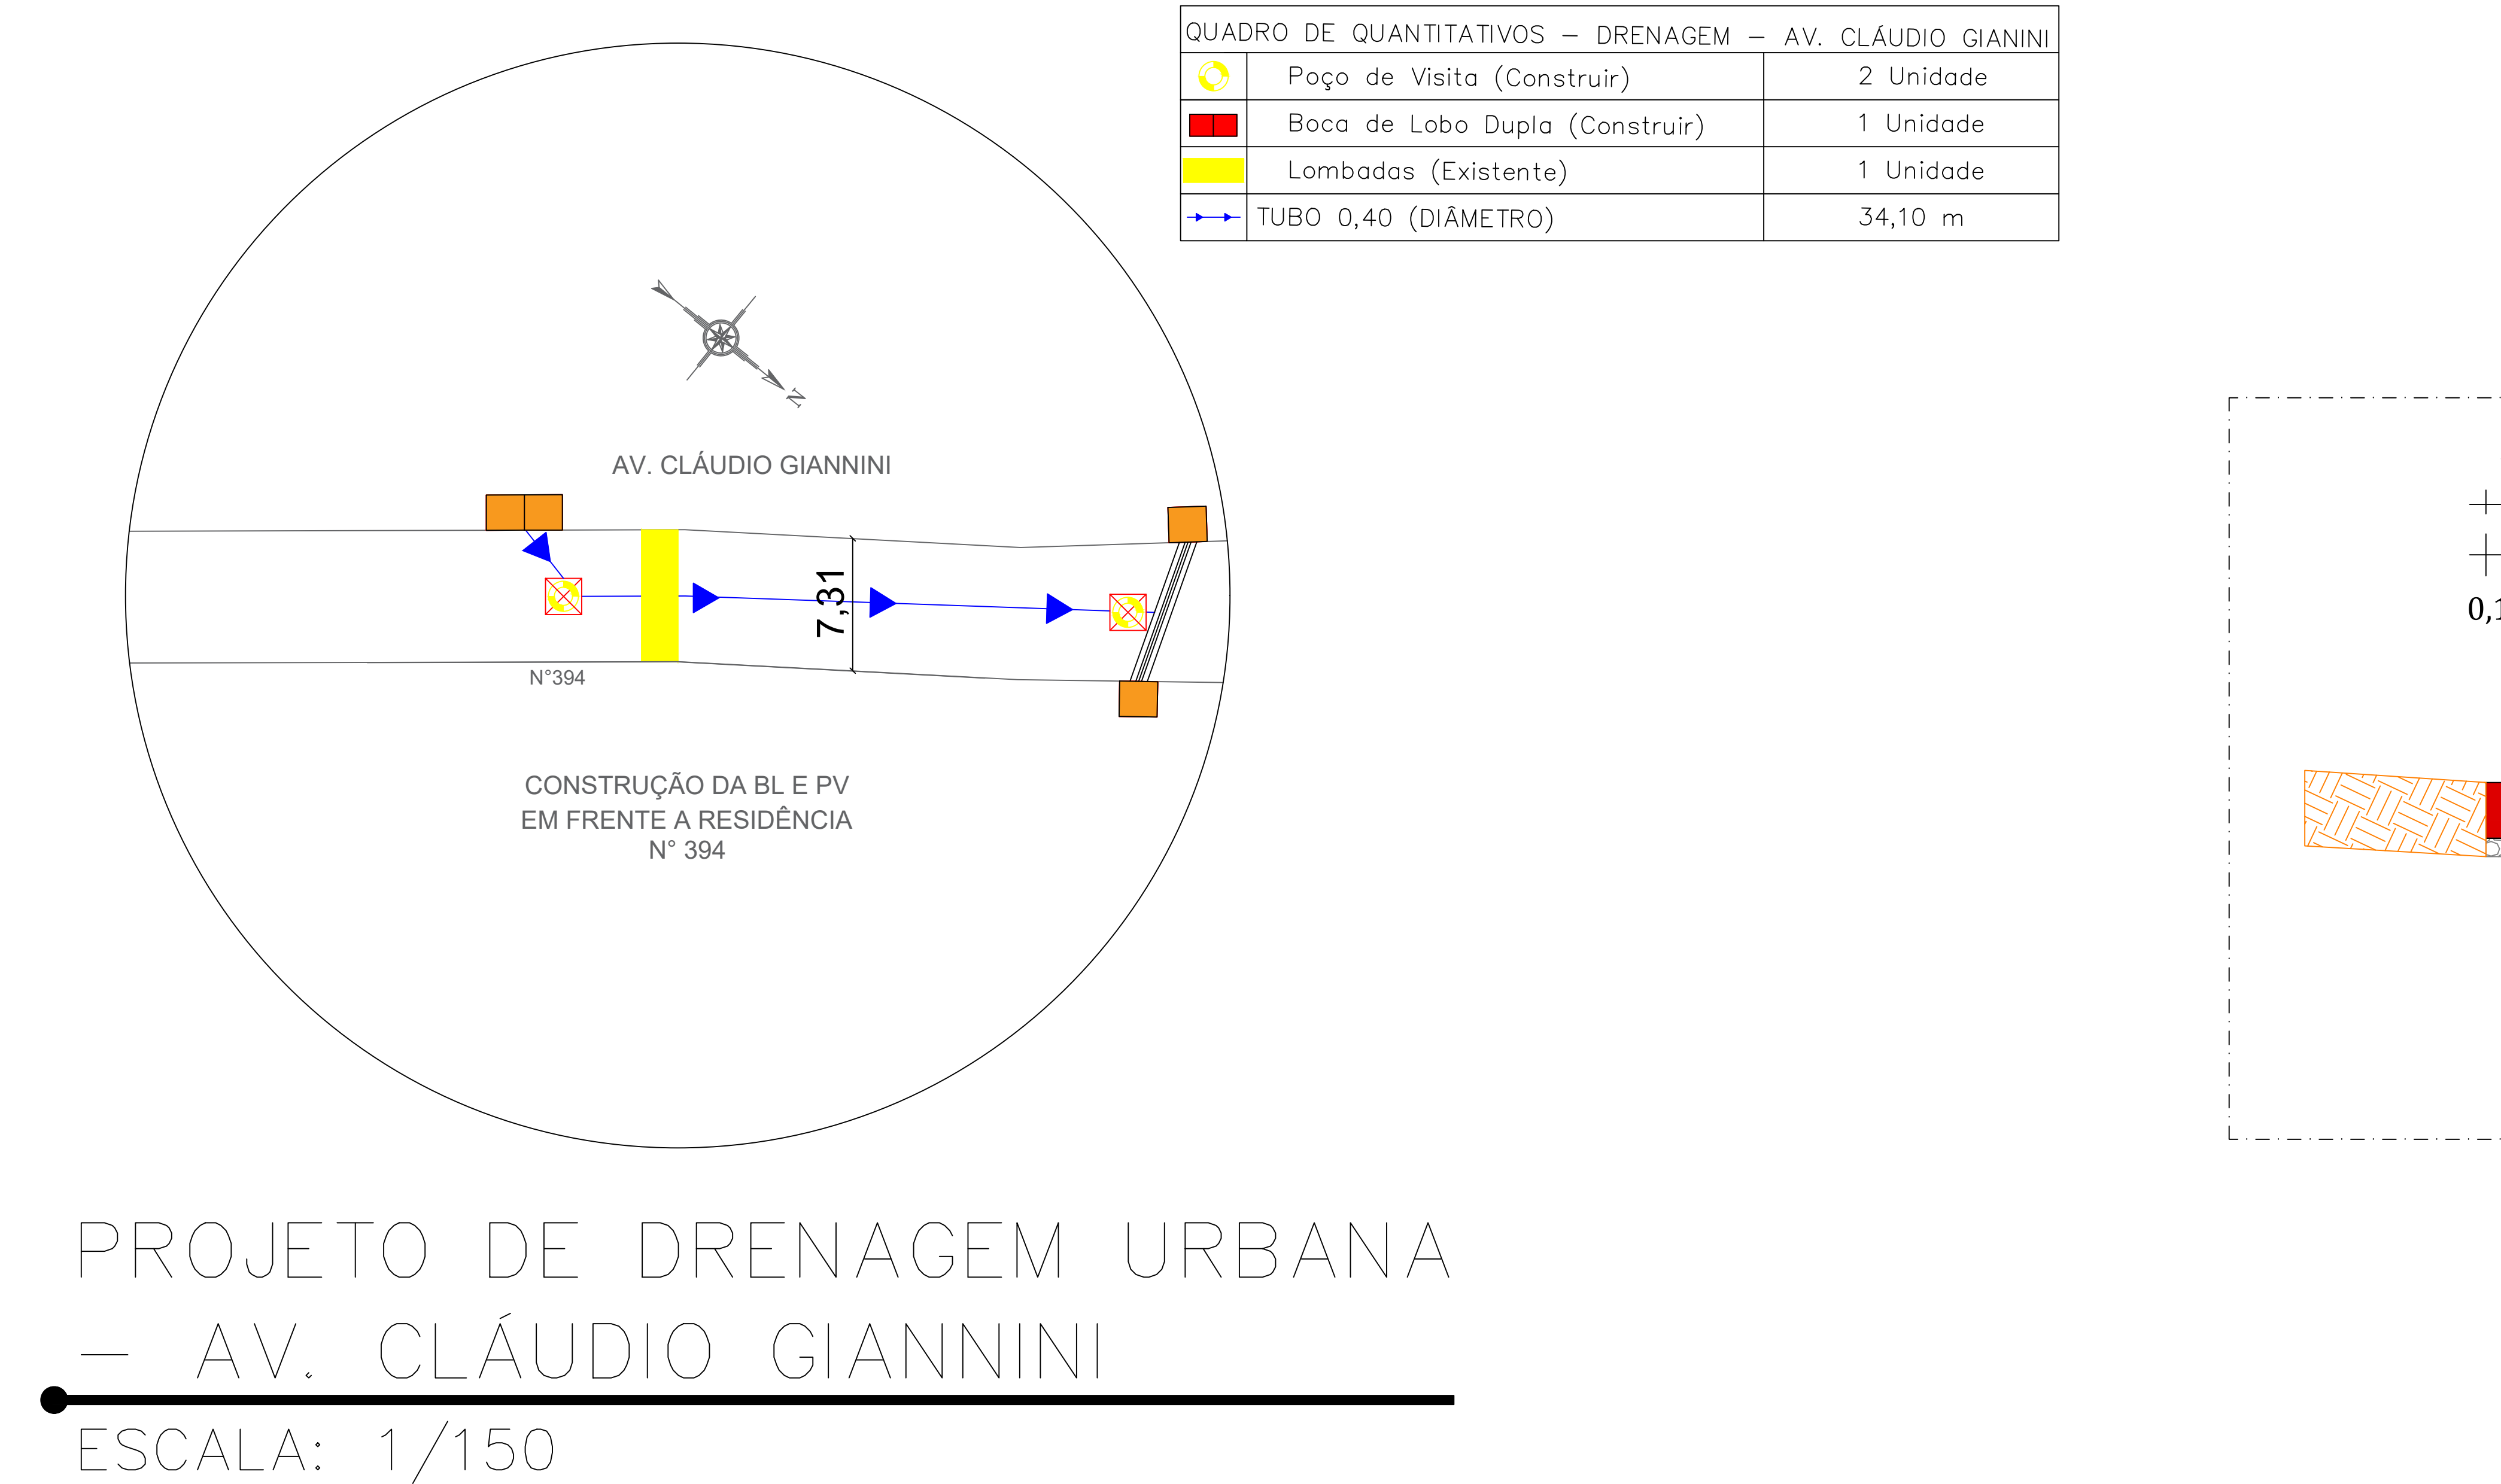 QUADRO DE QUANTITATIVOS – DRENAGEM – AV. CLÁUDIO GIANINI
Poço de Visita (Construir) 2 Unidade
Boca de Lobo Dupla (Construir) 1 Unidade
Lombadas (Existente) 1 Unidade
TUBO 0,40 (DIÂMETRO) 34,10 m
N
AV. CLÁUDIO GIANNINI
7,31
N°394
CONSTRUÇÃO DA BL E PV
EM FRENTE A RESIDÊNCIA
N° 394
PROJETO DE DRENAGEM URBANA
– AV. CLÁUDIO GIANNINI
ESCALA: 1/150